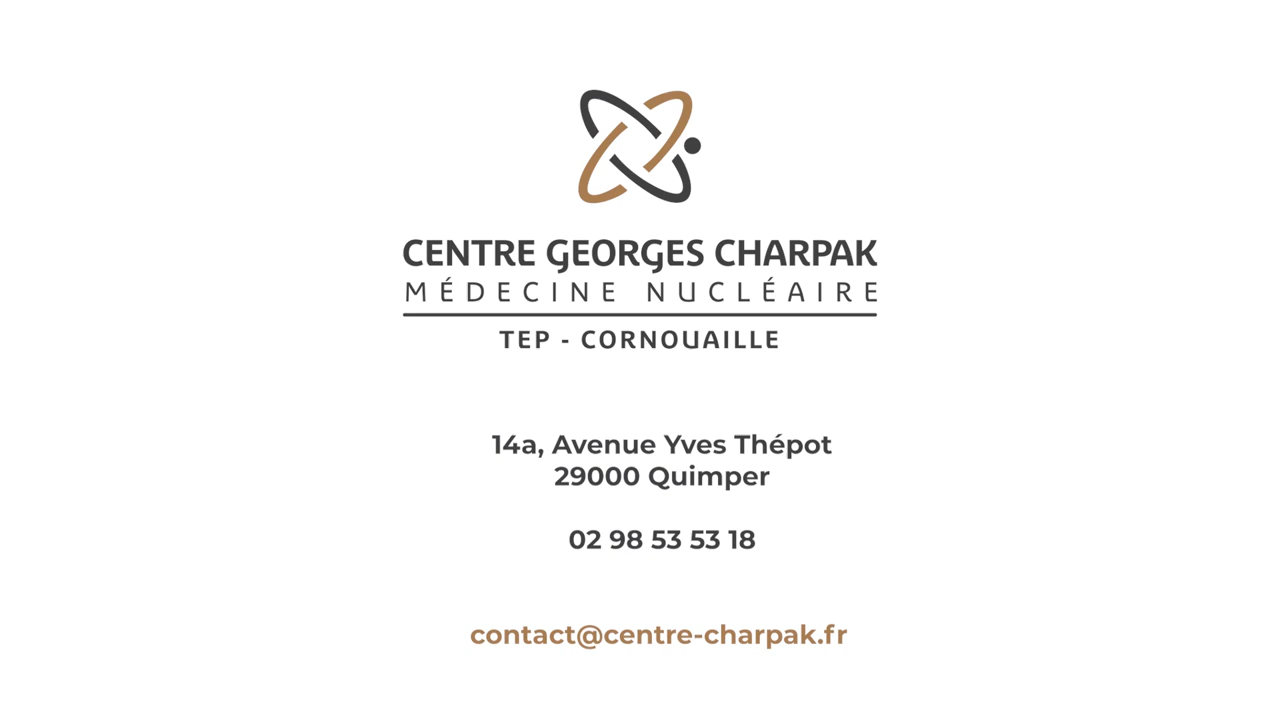 CENTRE GEORGES CHARPAK
MÉDECINE NUCLÉAIRE
TEP - CORNOUAILLE
14a, Avenue Yves Thépot
29000 Quimper
02 98 53 53 18
contact@centre-charpak.fr